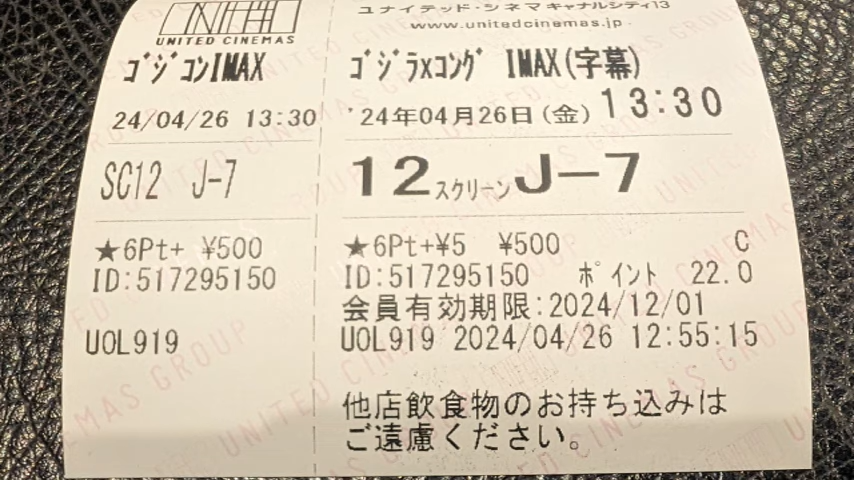 UNITED CINEMAS
ゴジコンIMAX
24/04/26 13:30
SC12 J-7
★6Pt+ ¥500
ID:517295150
UOL919
ユナイテッド・シネマ キャナルシティ13
www.unitedcinemas.jp
ゴジラxコング IMAX(字幕)
'24年04月26日(金) 13:30
12スクリーン J-7
★6Pt+¥5 ¥500 C
ID:517295150 ポイント 22.0
会員有効期限:2024/12/01
UOL919 2024/04/26 12:55:15
他店飲食物のお持ち込みは
ご遠慮ください。
UNITED CINEMAS GROUP